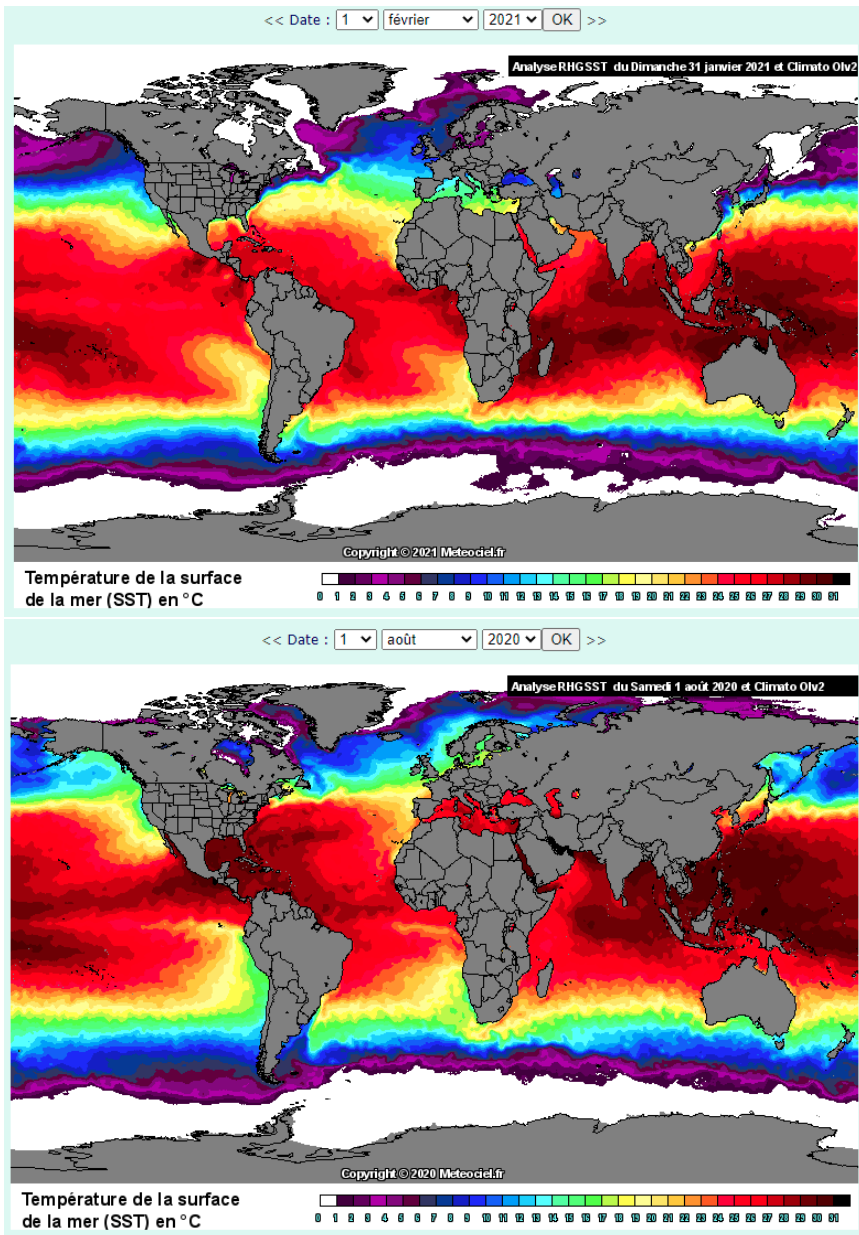 << Date : 1 février 2021 OK >>
Analyse RHGSST du Dimanche 31 janvier 2021 et Climato OIv2
Copyright © 2021 Meteociel.fr
Température de la surface
de la mer (SST) en °C
0 1 2 3 4 5 6 7 8 9 10 11 12 13 14 15 16 17 18 19 20 21 22 23 24 25 26 27 28 29 30 31
<< Date : 1 août 2020 OK >>
Analyse RHGSST du Samedi 1 août 2020 et Climato OIv2
Copyright © 2020 Meteociel.fr
Température de la surface
de la mer (SST) en °C
0 1 2 3 4 5 6 7 8 9 10 11 12 13 14 15 16 17 18 19 20 21 22 23 24 25 26 27 28 29 30 31